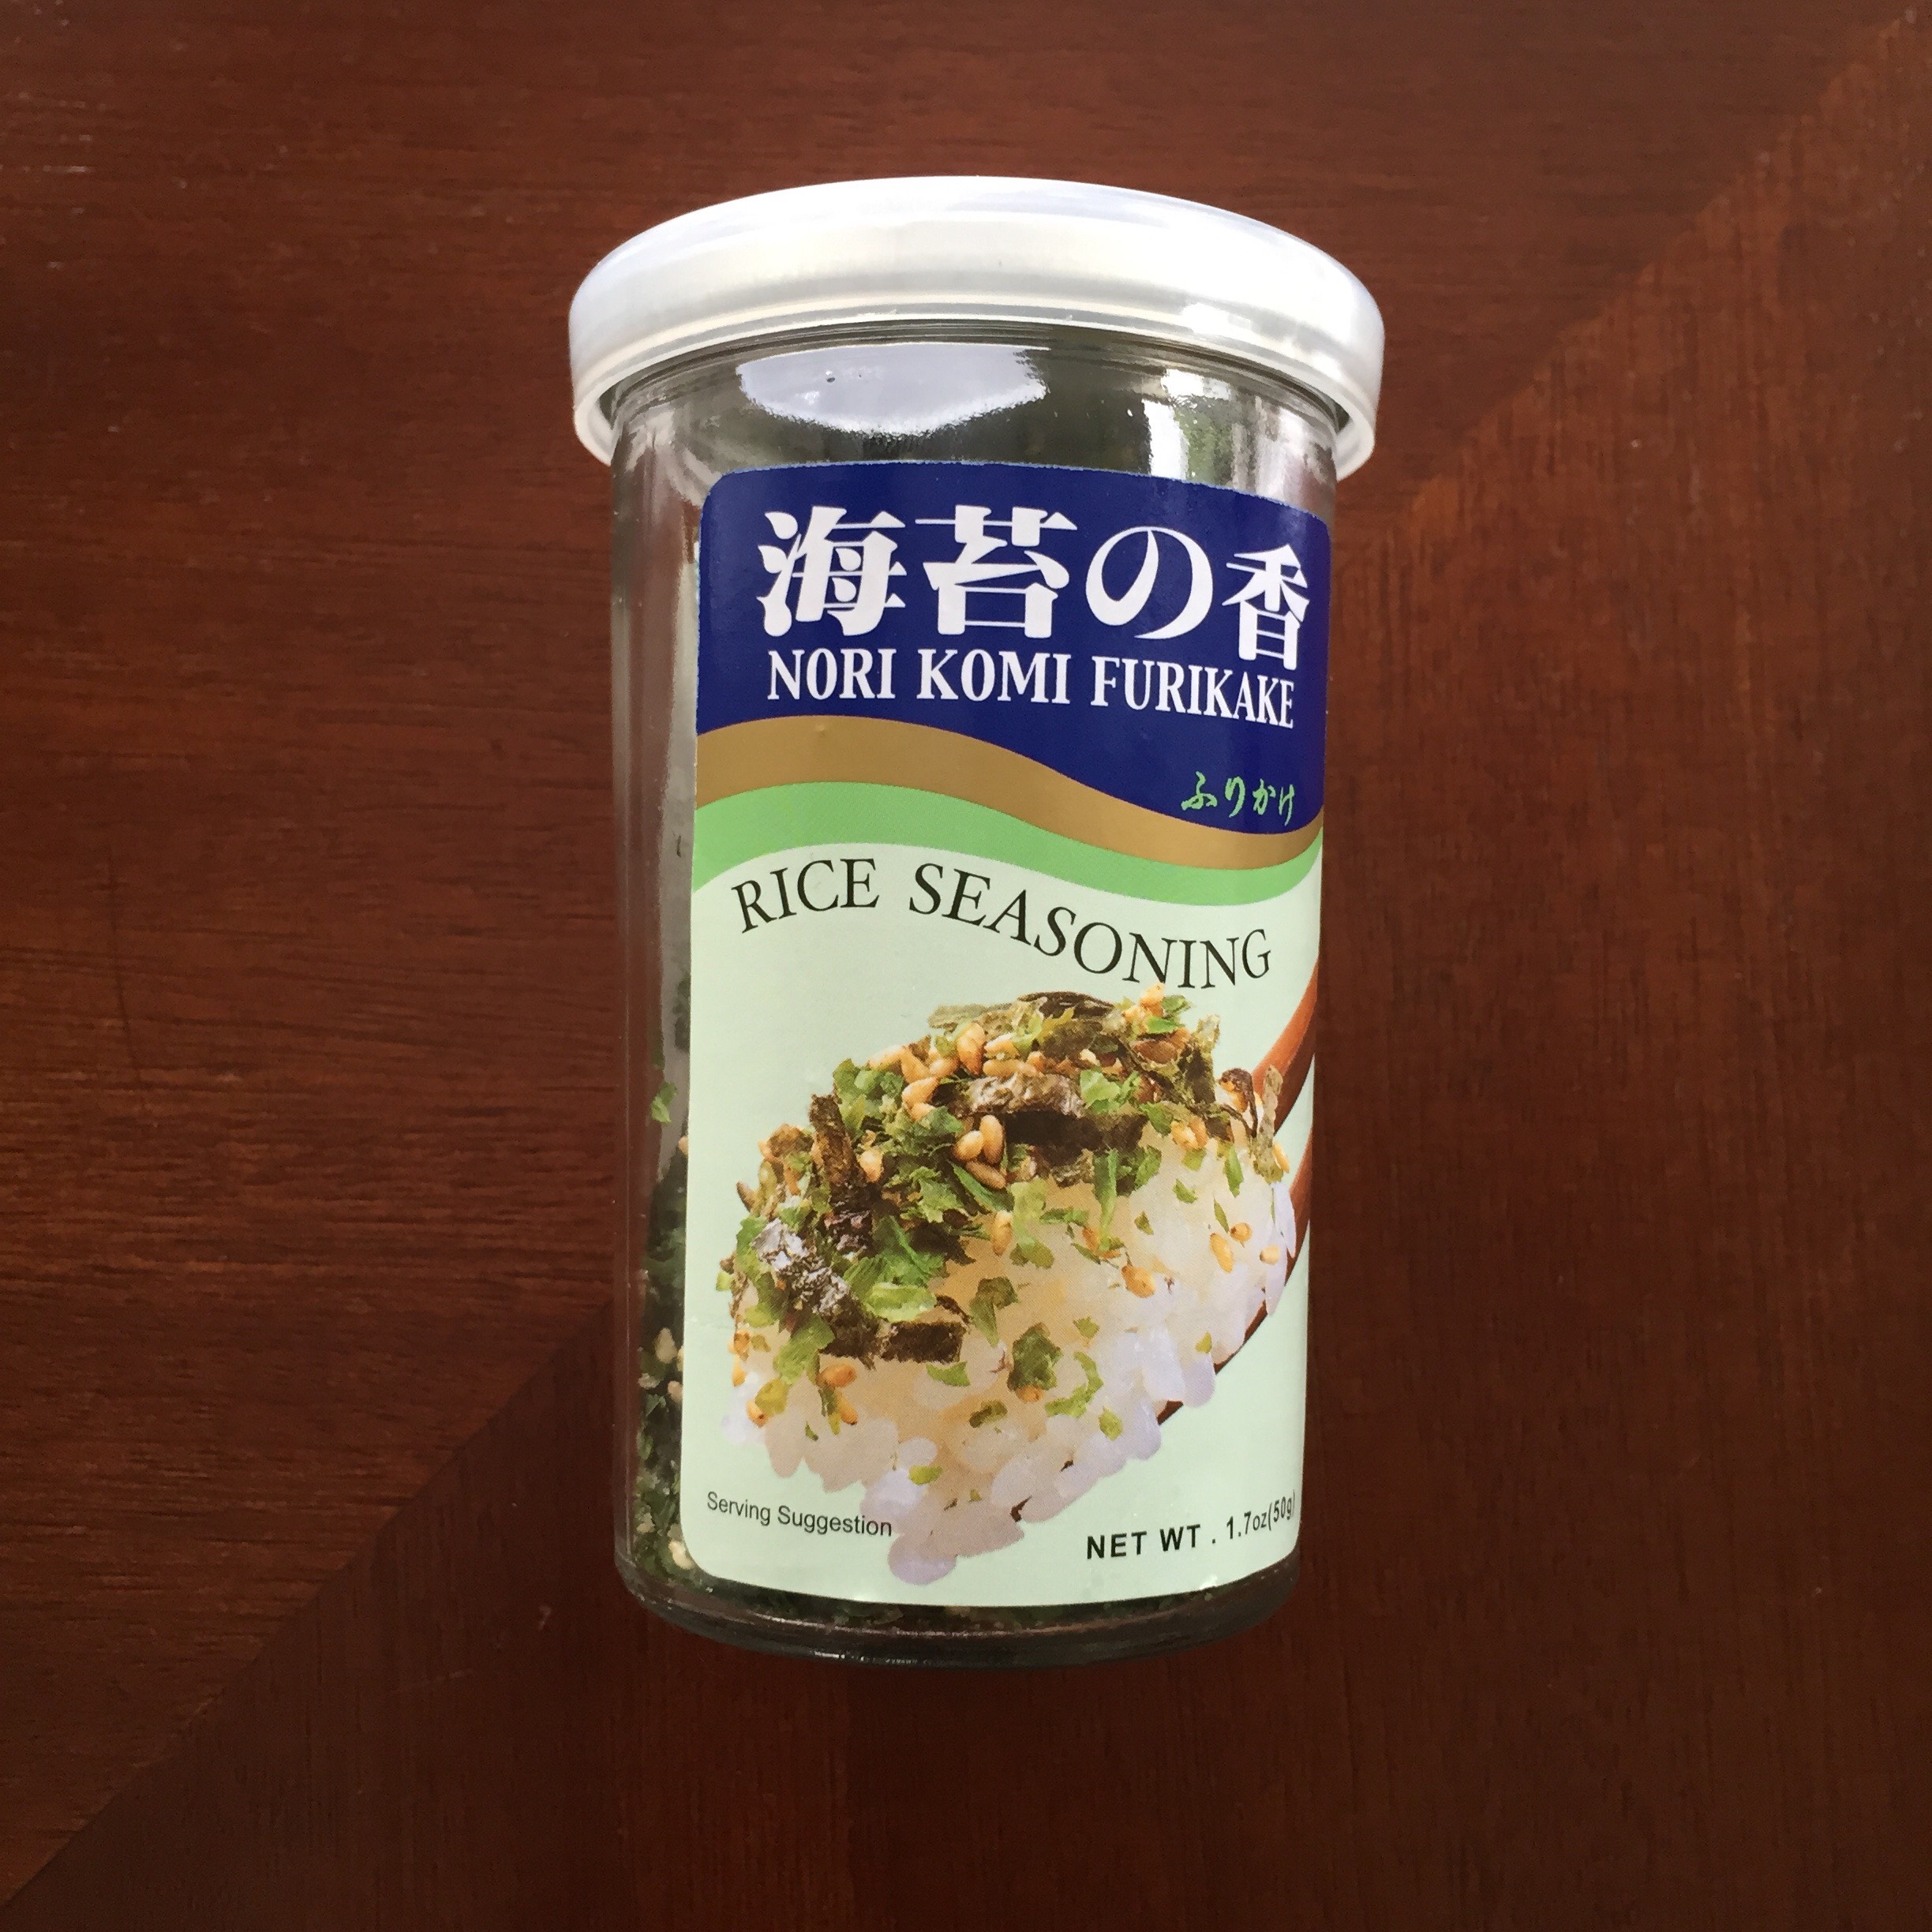 海苔の香
NORI KOMI FURIKAKE
ふりかけ
RICE SEASONING
Serving Suggestion
NET WT . 1.7oz(50g)